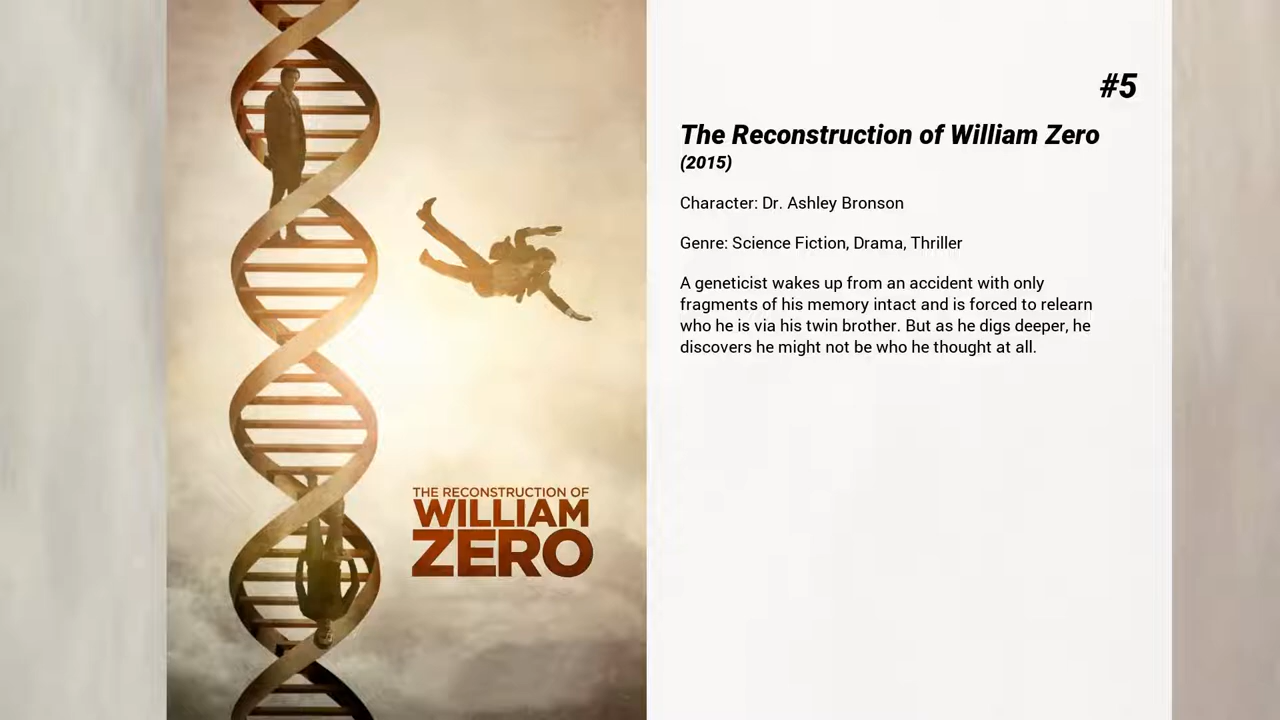 THE RECONSTRUCTION OF
WILLIAM
ZERO
#5
The Reconstruction of William Zero
(2015)
Character: Dr. Ashley Bronson
Genre: Science Fiction, Drama, Thriller
A geneticist wakes up from an accident with only
fragments of his memory intact and is forced to relearn
who he is via his twin brother. But as he digs deeper, he
discovers he might not be who he thought at all.